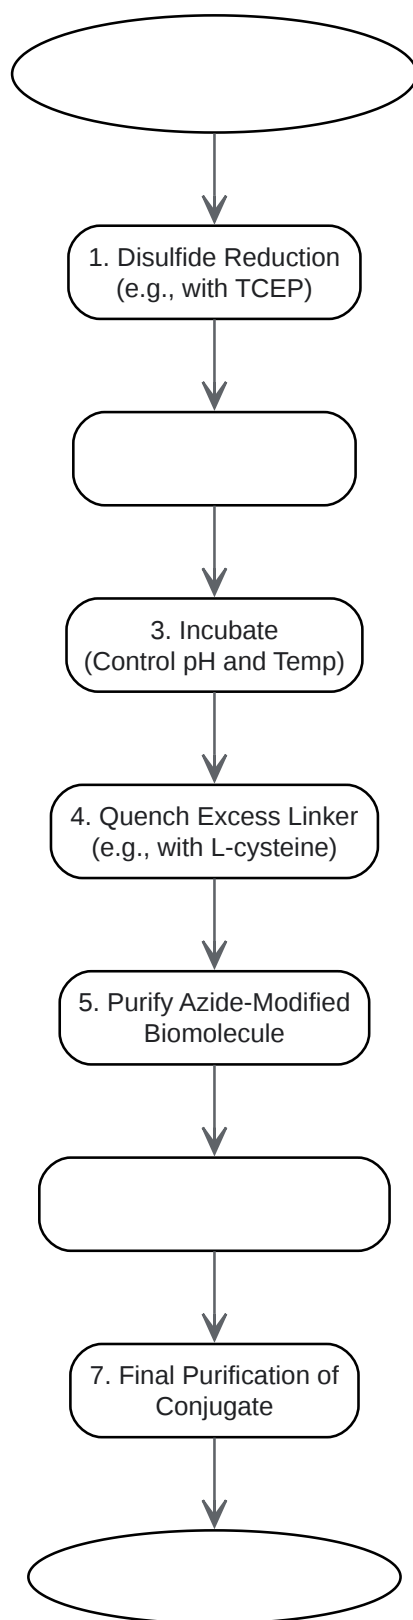 1. Disulfide Reduction
(e.g., with TCEP)
3. Incubate
(Control pH and Temp)
4. Quench Excess Linker
(e.g., with L-cysteine)
5. Purify Azide-Modified
Biomolecule
7. Final Purification of
Conjugate